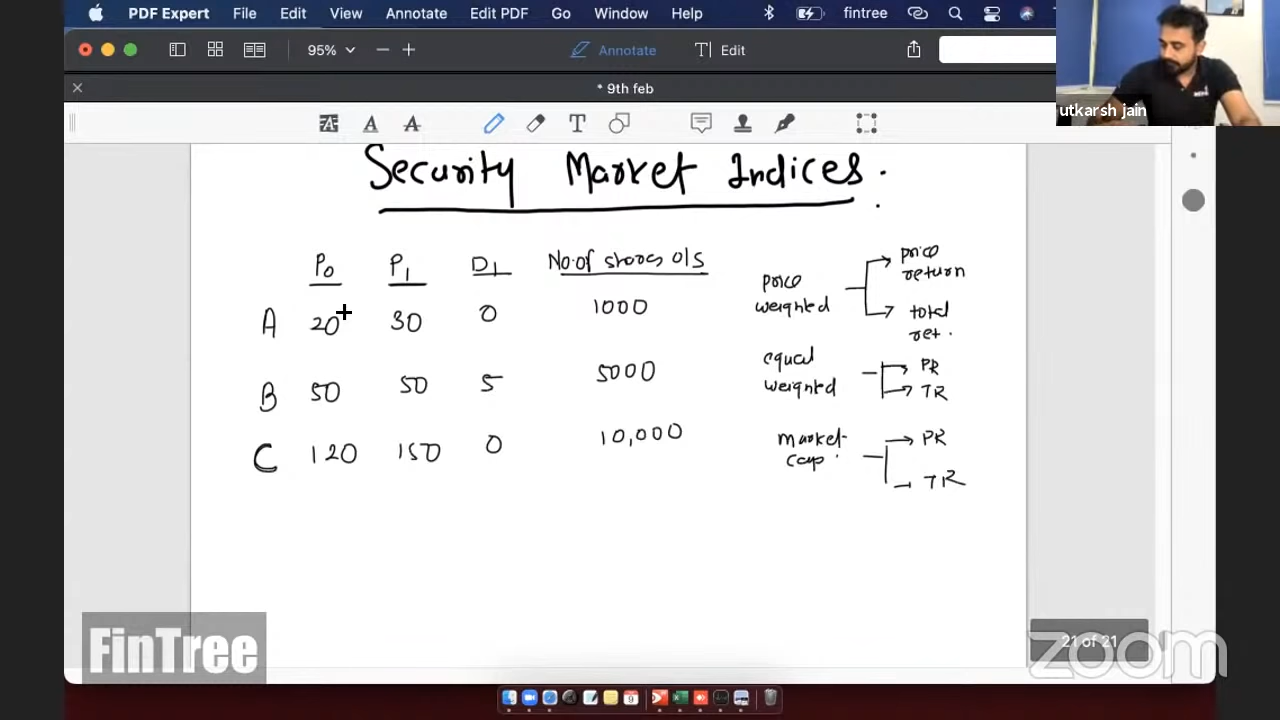 PDF Expert File Edit View Annotate Edit PDF Go Window Help fintree
95% Annotate T Edit
* 9th feb
utkarsh jain
Security Market Indices.
P0 P1 D1 No.of shares o/s
A 20 30 0 1000
B 50 50 5 5000
C 120 150 0 10,000
price weighted
price return
total ret.
equal weighted
PR
TR
market cap.
PR
TR
FinTree
21 of 21
zoom